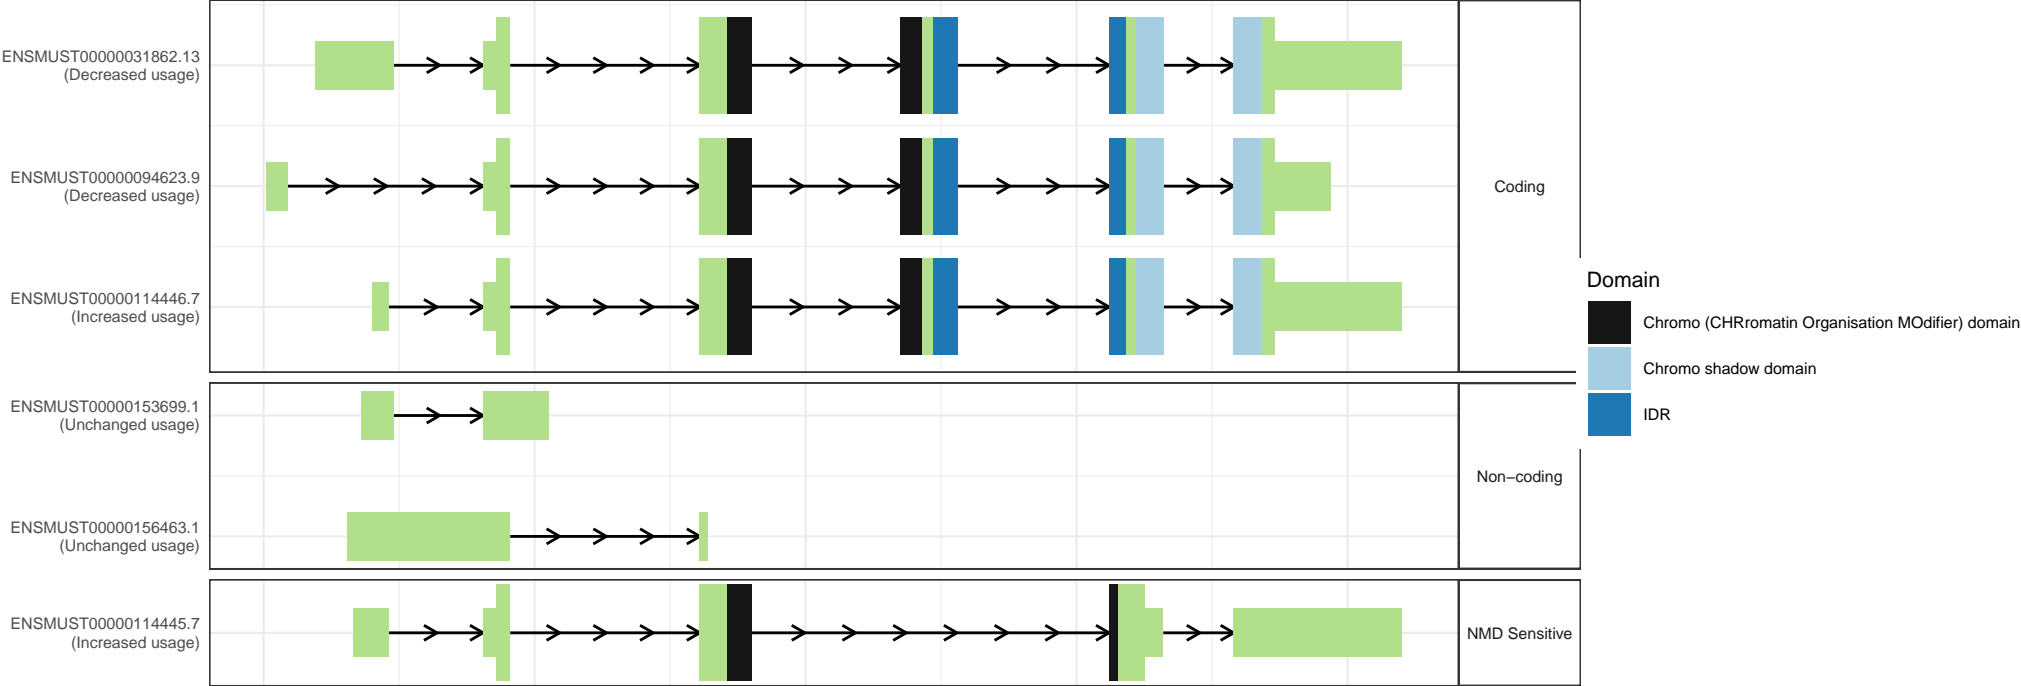 ENSMUST00000031862.13
(Decreased usage)
ENSMUST00000094623.9
(Decreased usage)
ENSMUST00000114446.7
(Increased usage)
Coding
ENSMUST00000153699.1
(Unchanged usage)
ENSMUST00000156463.1
(Unchanged usage)
Non−coding
ENSMUST00000114445.7
(Increased usage)
NMD Sensitive
Domain
Chromo (CHRromatin Organisation MOdifier) domain
Chromo shadow domain
IDR